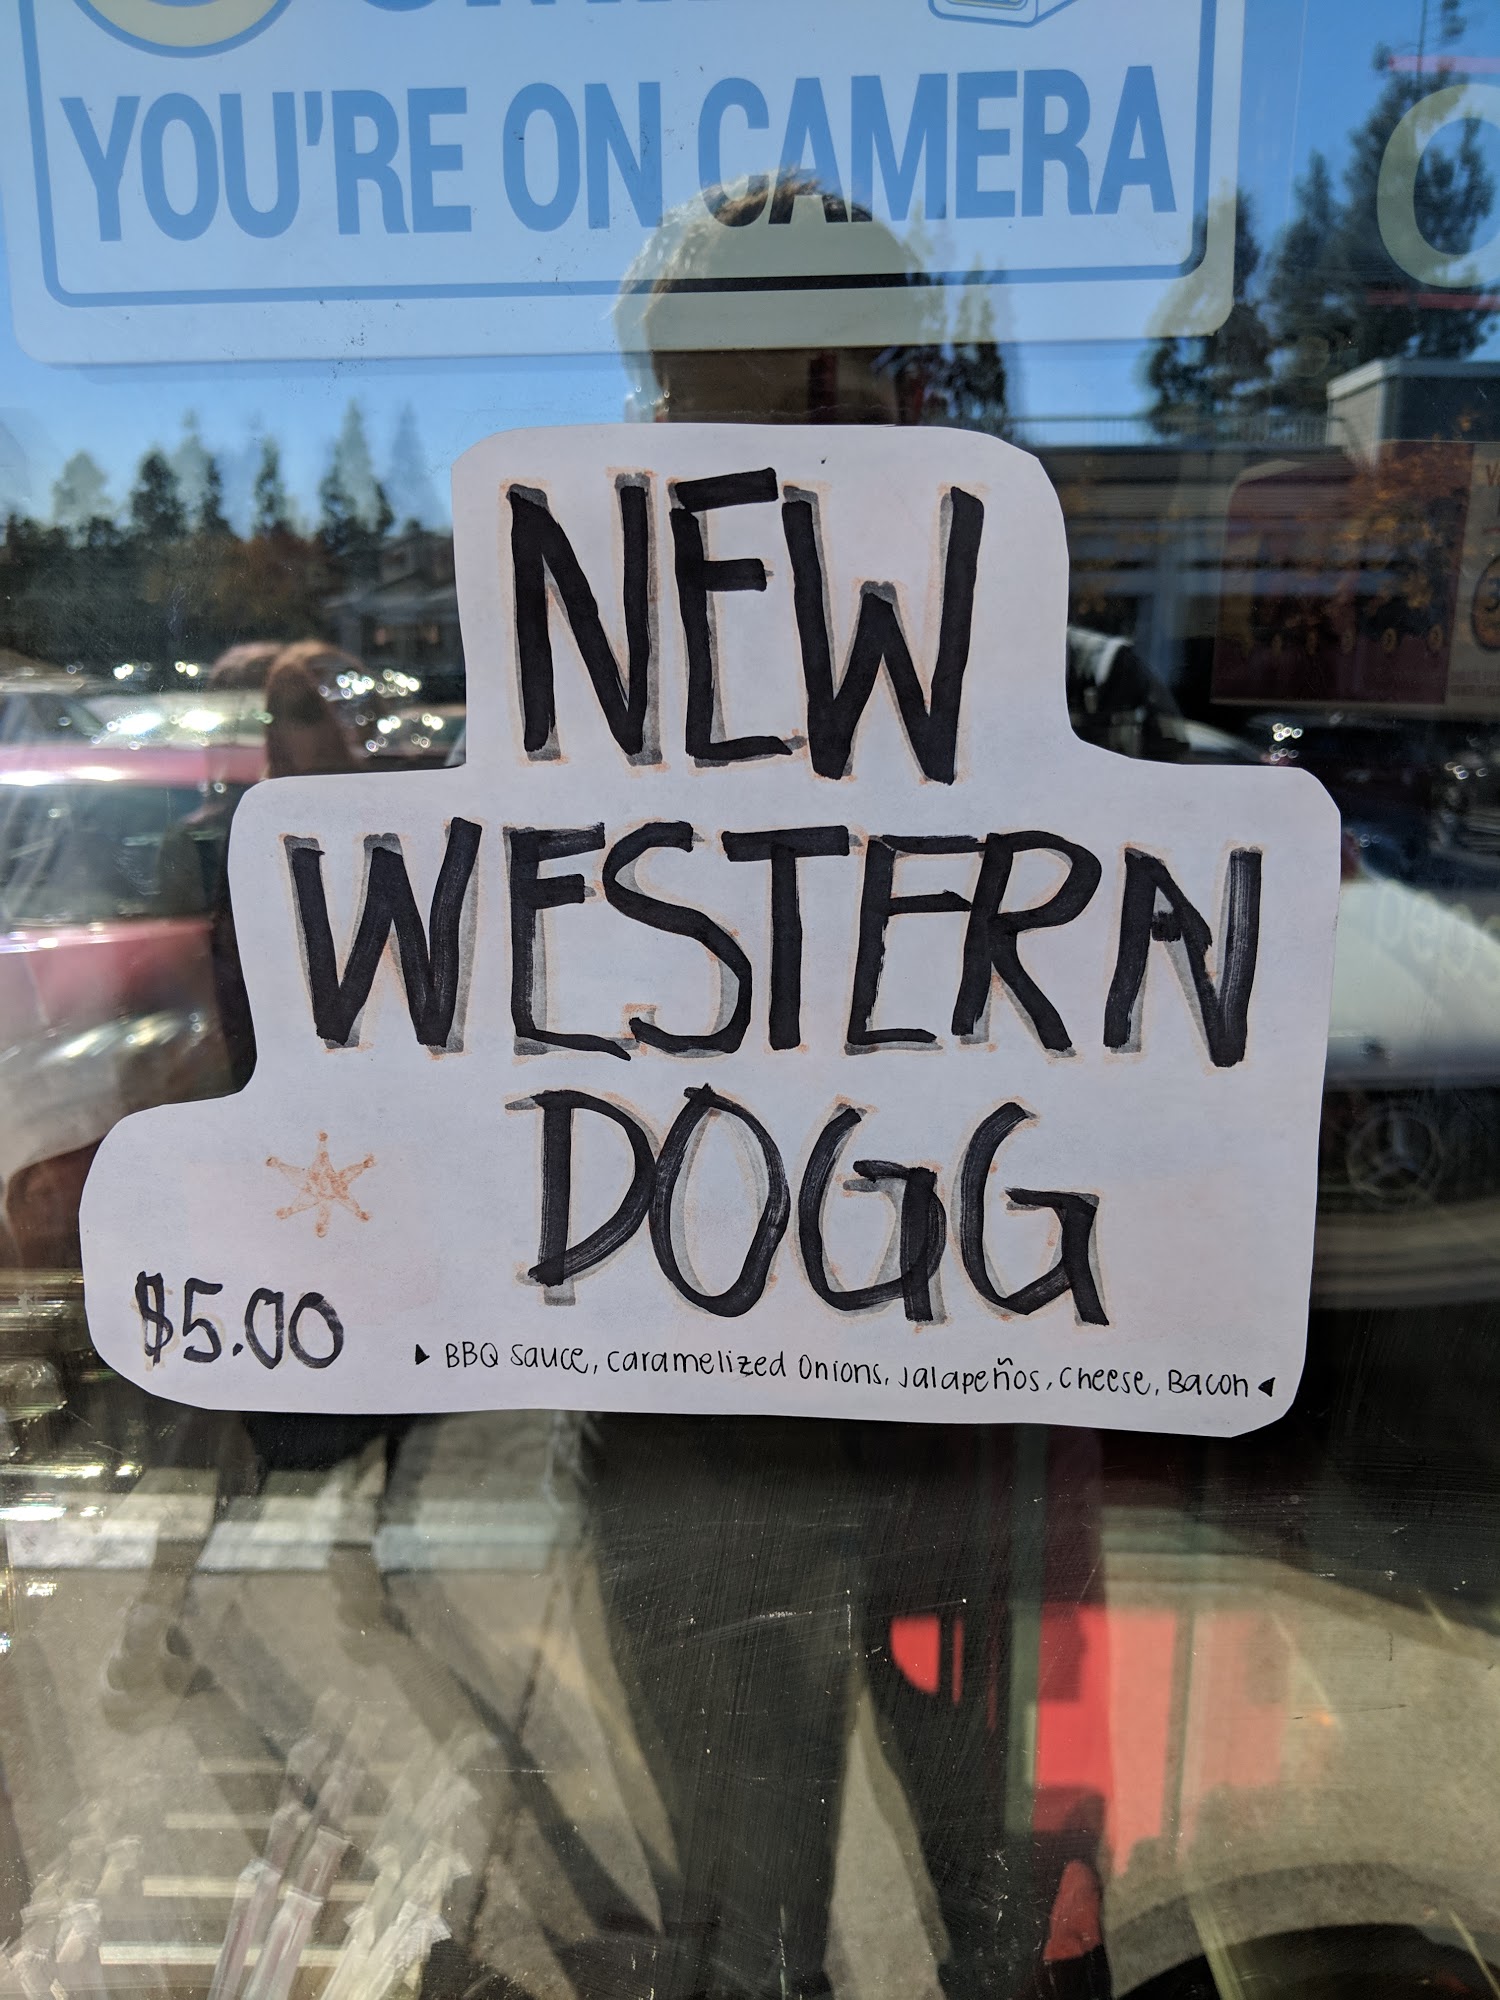 YOU'RE ON CAMERA
NEW
WESTERN
DOGG
$5.00
BBQ Sauce, Caramelized Onions, Jalapeños, Cheese, Bacon